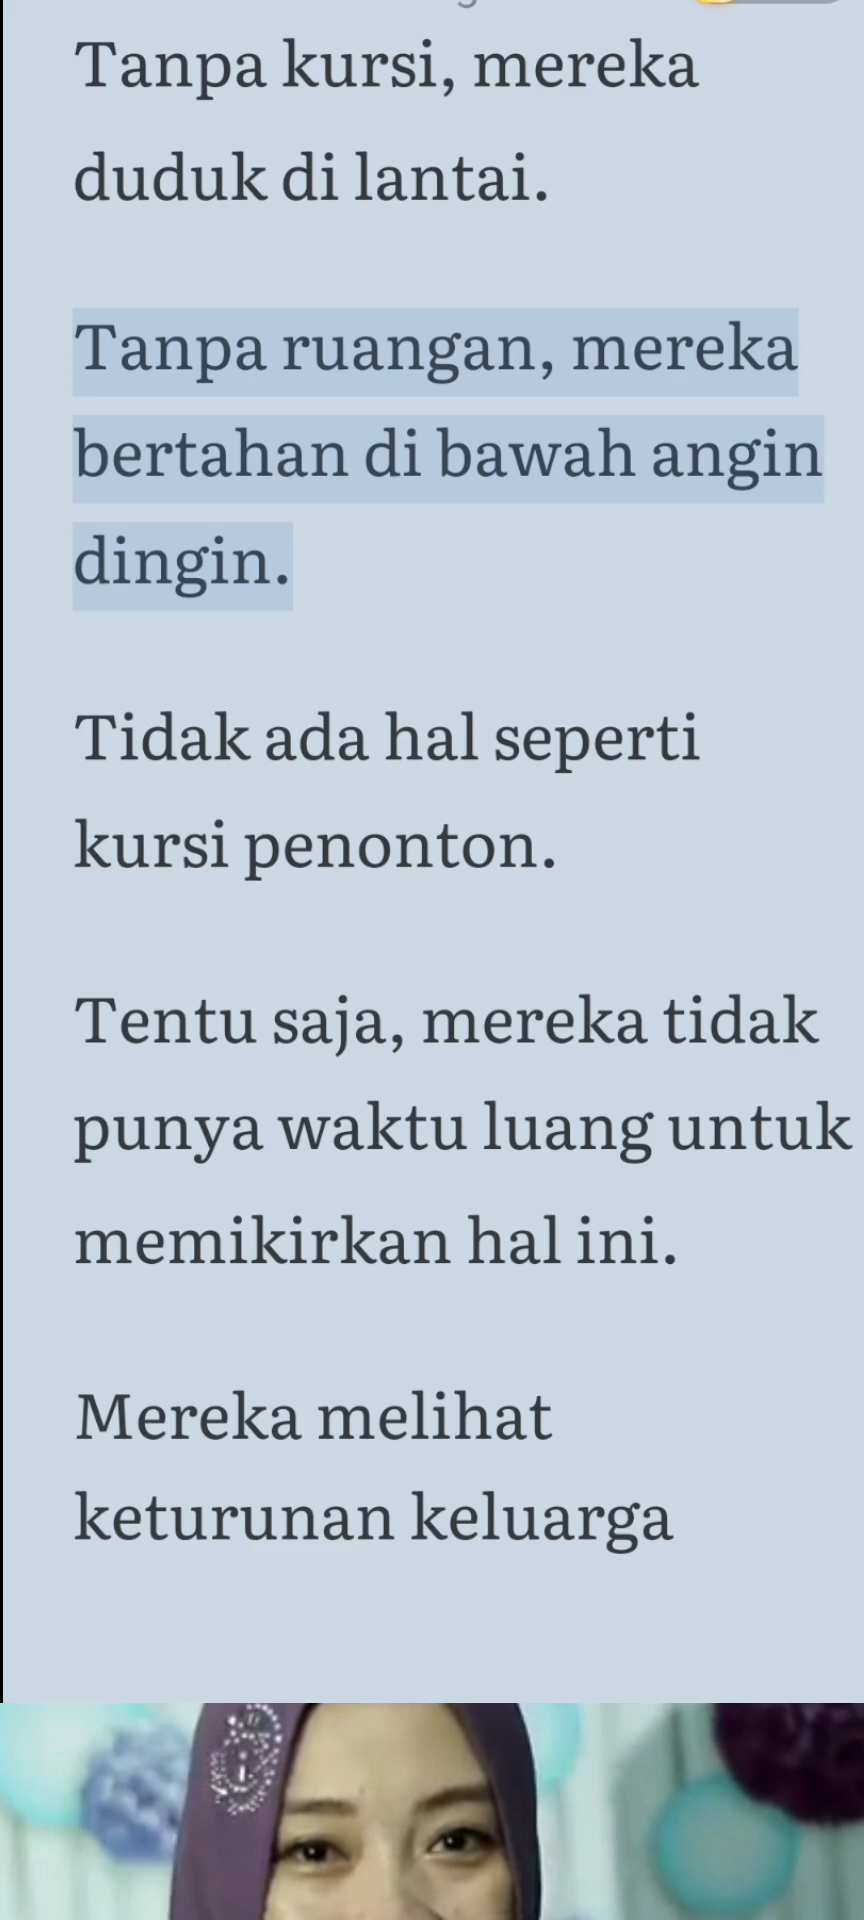 Tanpa kursi, mereka
duduk di lantai.
Tanpa ruangan, mereka
bertahan di bawah angin
dingin.
Tidak ada hal seperti
kursi penonton.
Tentu saja, mereka tidak
punya waktu luang untuk
memikirkan hal ini.
Mereka melihat
keturunan keluarga